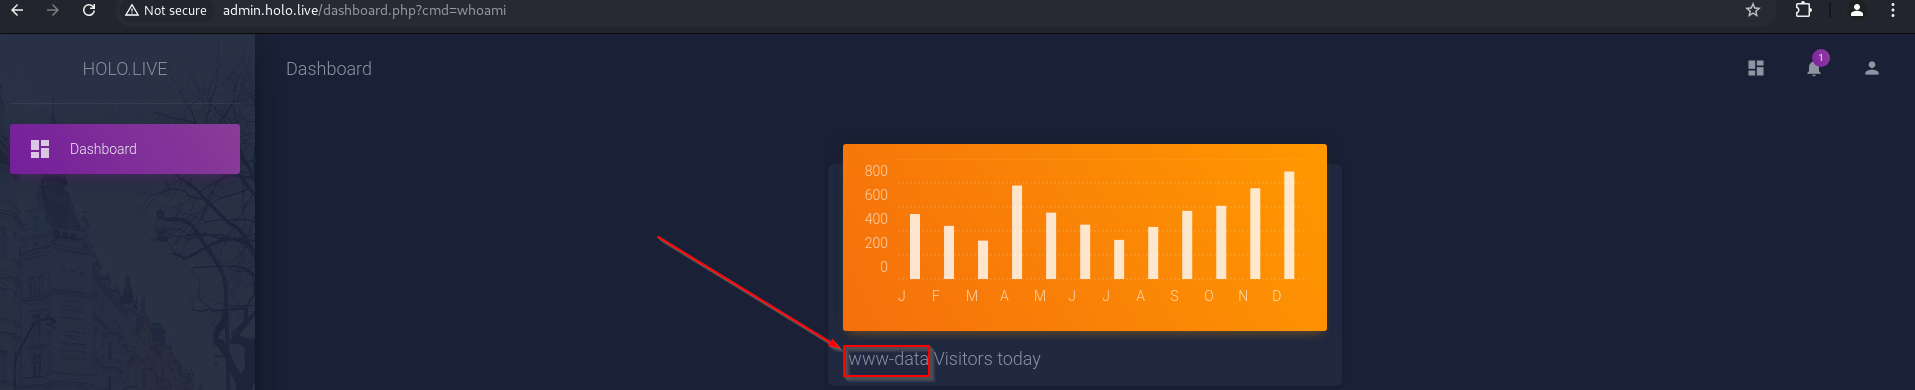 Not secure admin.holo.live/dashboard.php?cmd=whoami
HOLO.LIVE
Dashboard
1
Dashboard
800
600
400
200
0
J F M A M J J A S O N D
www-data Visitors today